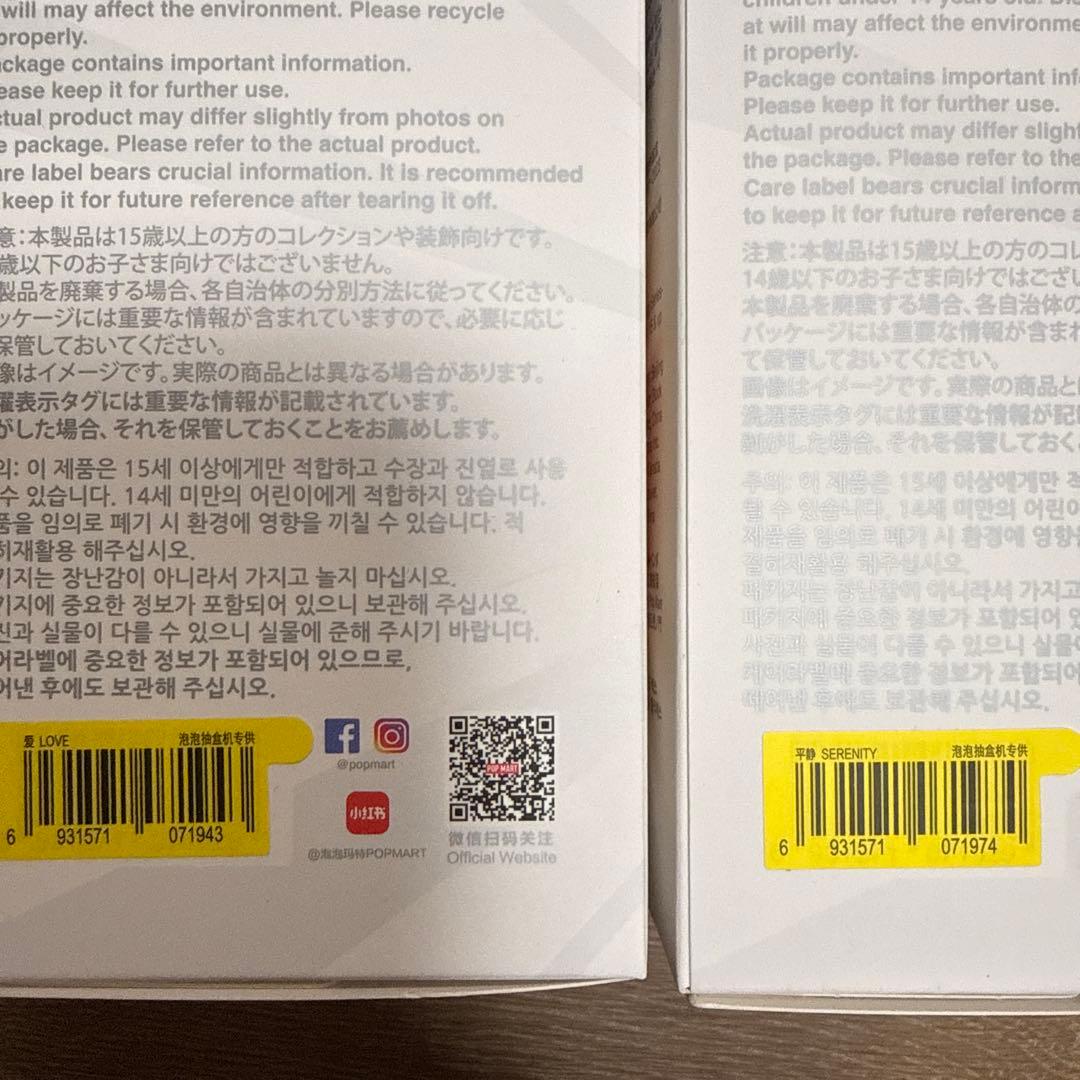 will may affect the environment. Please recycle
properly.
ackage contains important information.
ease keep it for further use.
ctual product may differ slightly from photos on
e package. Please refer to the actual product.
are label bears crucial information. It is recommended
keep it for future reference after tearing it off.
意:本製品は15歳以上の方のコレクションや装飾向けです。
歳以下のお子さま向けではございません。
製品を廃棄する場合、各自治体の分別方法に従ってください。
ッケージには重要な情報が含まれていますので、必要に応じ
保管しておいてください。
像はイメージです。実際の商品とは異なる場合があります。
濯表示タグには重要な情報が記載されています。
がした場合、それを保管しておくことをお薦めします。
의: 이 제품은 15세 이상에게만 적합하고 수장과 진열로 사용
수 있습니다. 14세 미만의 어린이에게 적합하지 않습니다.
품을 임의로 폐기 시 환경에 영향을 끼칠 수 있습니다. 적
히재활용 해주십시오.
키지는 장난감이 아니라서 가지고 놀지 마십시오.
키지에 중요한 정보가 포함되어 있으니 보관해 주십시오.
진과 실물이 다를 수 있으니 실물에 준해 주시기 바랍니다.
어라벨에 중요한 정보가 포함되어 있으므로,
어낸 후에도 보관해 주십시오.
爱 LOVE 泡泡抽盒机专供
6 931571 071943
@popmart
小红书
@泡泡玛特POPMART
POP MART
微信扫码关注
Official Website
children under 14 years old. Dis
at will may affect the environme
it properly.
Package contains important inf
Please keep it for further use.
Actual product may differ slight
the package. Please refer to the
Care label bears crucial inform
to keep it for future reference a
注意:本製品は15歳以上の方のコレ
14歳以下のお子さま向けではござい
本製品を廃棄する場合、各自治体の
パッケージには重要な情報が含まれ
て保管しておいてください。
画像はイメージです。実際の商品と
洗濯表示タグには重要な情報が記
剥がした場合、それを保管しておく
주의: 이 제품은 15세 이상에게만 적
할 수 있습니다. 14세 미만의 어린이
제품을 임의로 폐기 시 환경에 영향
절히재활용 해주십시오.
패키지는 장난감이 아니라서 가지고
패키지에 중요한 정보가 포함되어 있
사진과 실물이 다를 수 있으니 실물
케어라벨에 중요한 정보가 포함되어
떼어낸 후에도 보관해 주십시오.
平静 SERENITY 泡泡抽盒机专供
6 931571 071974